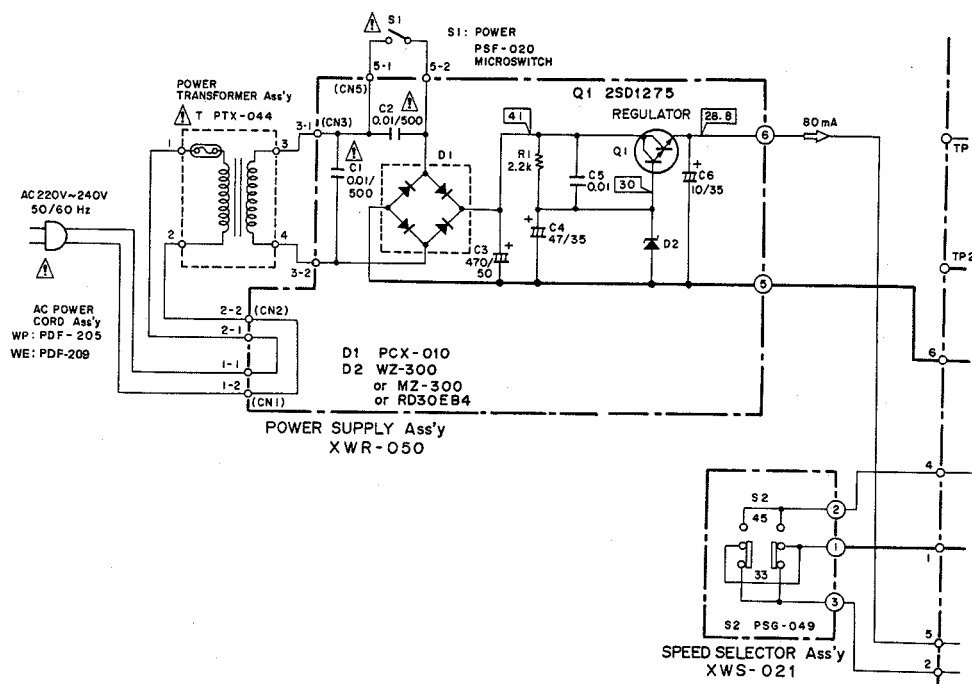 S1
S1: POWER
PSF-020
MICROSWITCH
5-1
5-2
(CN5)
POWER
TRANSFORMER Ass'y
T PTX-044
3-1
(CN3)
C2
0.01/500
Q1 2SD1275
REGULATOR
41
28.8
6
80mA
1
3
C1
0.01/
500
D1
R1
2.2k
C5
0.01
Q1
30
C6
10/35
TP
AC 220V~240V
50/60 Hz
2
4
3-2
C3
470/
50
C4
47/35
D2
TP2
5
AC POWER
CORD Ass'y
WP: PDF-205
WE: PDF-209
2-2
(CN2)
2-1
1-1
1-2
(CN1)
D1 PCX-010
D2 WZ-300
or MZ-300
or RD30EB4
6
POWER SUPPLY Ass'y
XWR-050
4
S2
45
2
1
1
33
3
S2 PSG-049
5
SPEED SELECTOR Ass'y
XWS-021
2